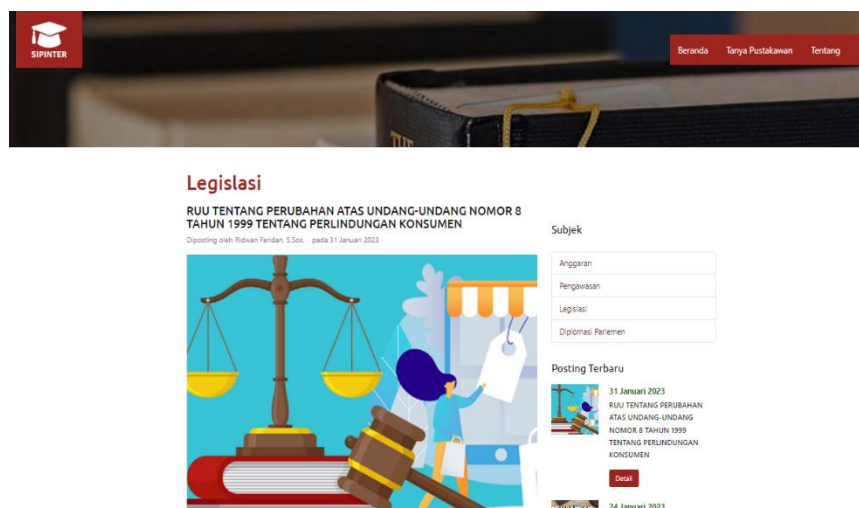 SIPINTER
Beranda Tanya Pustakawan Tentang
Legislasi
RUU TENTANG PERUBAHAN ATAS UNDANG-UNDANG NOMOR 8
TAHUN 1999 TENTANG PERLINDUNGAN KONSUMEN
Diposting oleh Ridwan Faridan, S.Sos. pada 31 Januari 2023
Subjek
Anggaran
Pengawasan
Legislasi
Diplomasi Parlemen
Posting Terbaru
31 Januari 2023
RUU TENTANG PERUBAHAN
ATAS UNDANG-UNDANG
NOMOR 8 TAHUN 1999
TENTANG PERLINDUNGAN
KONSUMEN
Detail
24 Januari 2023